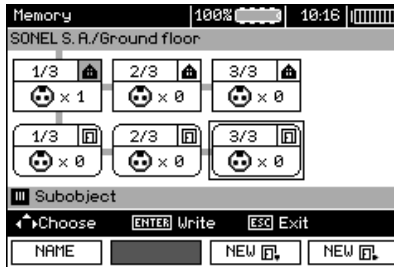 Memory 100% 10:16
SONEL S.A./Ground floor
1/3 2/3 3/3
× 1 × 0 × 0
1/3 2/3 3/3
× 0 × 0 × 0
Subobject
Choose ENTER Write ESC Exit
NAME NEW NEW